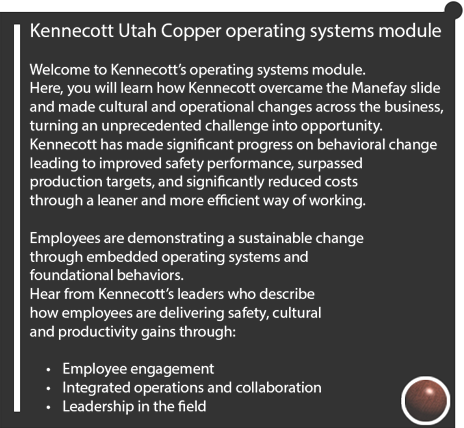 Kennecott Utah Copper operating systems module
Welcome to Kennecott's operating systems module.
Here, you will learn how Kennecott overcame the Manefay slide
and made cultural and operational changes across the business,
turning an unprecedented challenge into opportunity.
Kennecott has made significant progress on behavioral change
leading to improved safety performance, surpassed
production targets, and significantly reduced costs
through a leaner and more efficient way of working.
Employees are demonstrating a sustainable change
through embedded operating systems and
foundational behaviors.
Hear from Kennecott's leaders who describe
how employees are delivering safety, cultural
and productivity gains through:
• Employee engagement
• Integrated operations and collaboration
• Leadership in the field